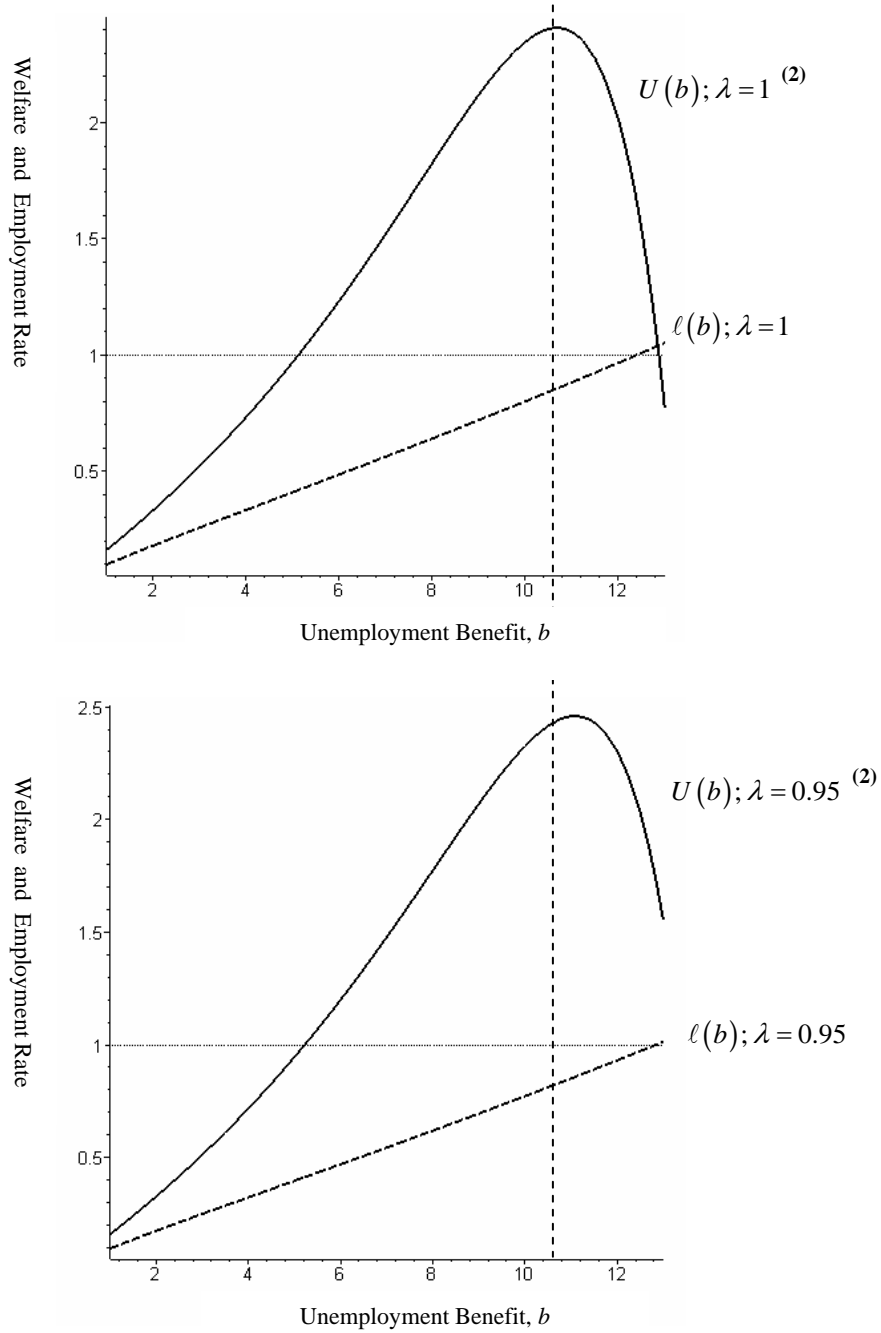 Welfare and Employment Rate
U(b); λ = 1 (2)
2
1.5
ℓ(b); λ = 1
1
0.5
2 4 6 8 10 12
Unemployment Benefit, b
Welfare and Employment Rate
2.5
U(b); λ = 0.95 (2)
2
1.5
ℓ(b); λ = 0.95
1
0.5
2 4 6 8 10 12
Unemployment Benefit, b